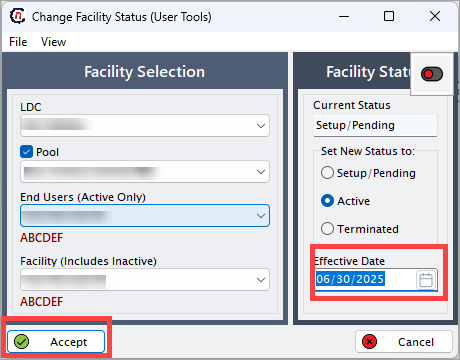 Change Facility Status (User Tools)
File View
Facility Selection
LDC
Pool
End Users (Active Only)
ABCDEF
Facility (Includes Inactive)
ABCDEF
Facility
Current Status
Setup/Pending
Set New Status to:
Setup/Pending
Active
Terminated
Effective Date
06/30/2025
Accept
Cancel